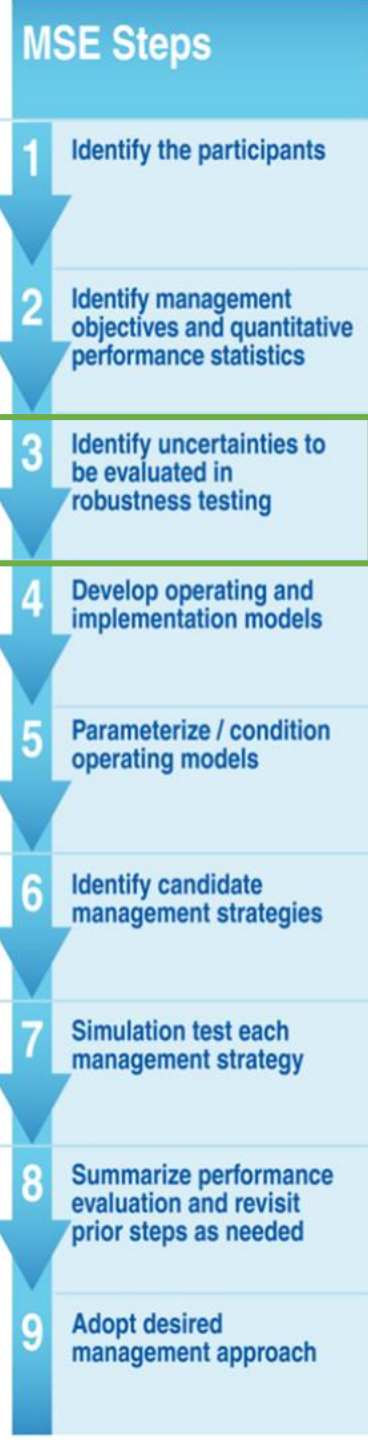 MSE Steps
1
Identify the participants
2
Identify management
objectives and quantitative
performance statistics
3
Identify uncertainties to
be evaluated in
robustness testing
4
Develop operating and
implementation models
5
Parameterize / condition
operating models
6
Identify candidate
management strategies
7
Simulation test each
management strategy
8
Summarize performance
evaluation and revisit
prior steps as needed
9
Adopt desired
management approach